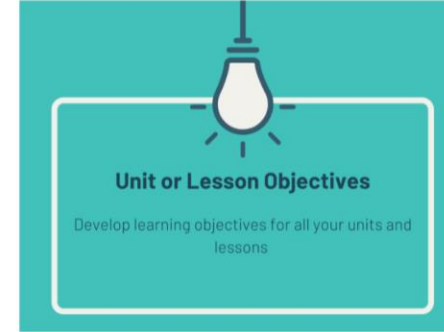 Unit or Lesson Objectives
Develop learning objectives for all your units and
lessons